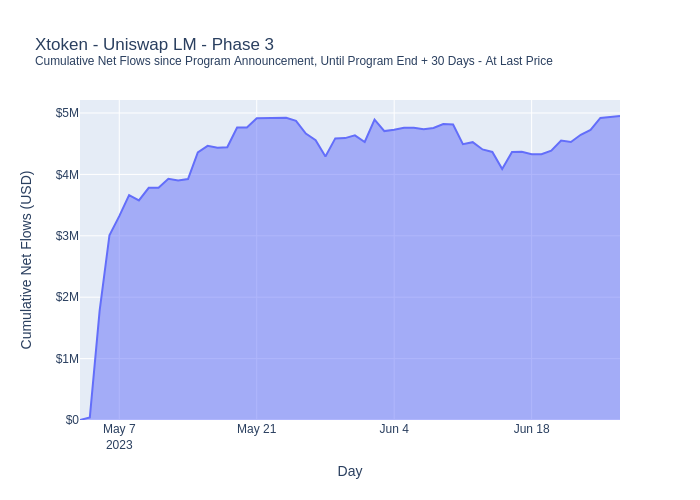 Xtoken - Uniswap LM - Phase 3
Cumulative Net Flows since Program Announcement, Until Program End + 30 Days - At Last Price
Cumulative Net Flows (USD)
$5M
$4M
$3M
$2M
$1M
$0
May 7
2023
May 21
Jun 4
Jun 18
Day